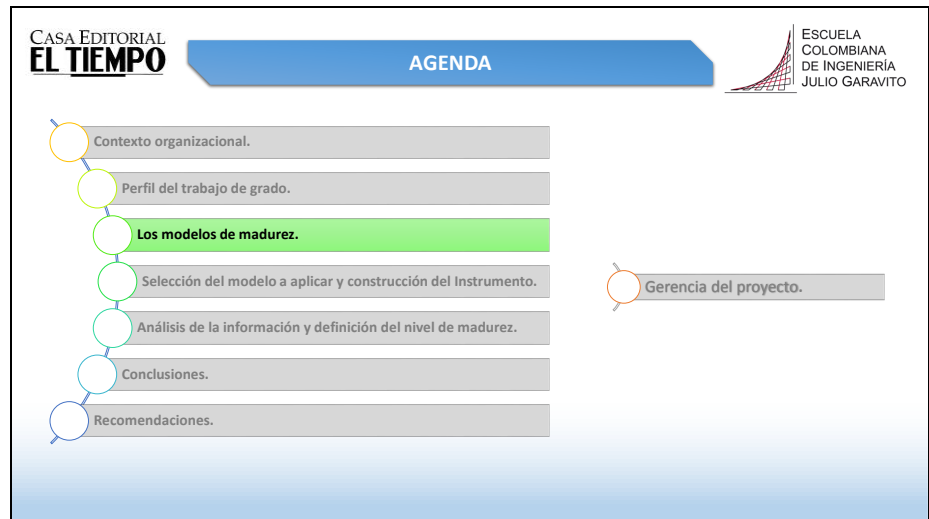 CASA EDITORIAL
EL TIEMPO
AGENDA
ESCUELA
COLOMBIANA
DE INGENIERÍA
JULIO GARAVITO
Contexto organizacional.
Perfil del trabajo de grado.
Los modelos de madurez.
Selección del modelo a aplicar y construcción del Instrumento.
Análisis de la información y definición del nivel de madurez.
Conclusiones.
Recomendaciones.
Gerencia del proyecto.